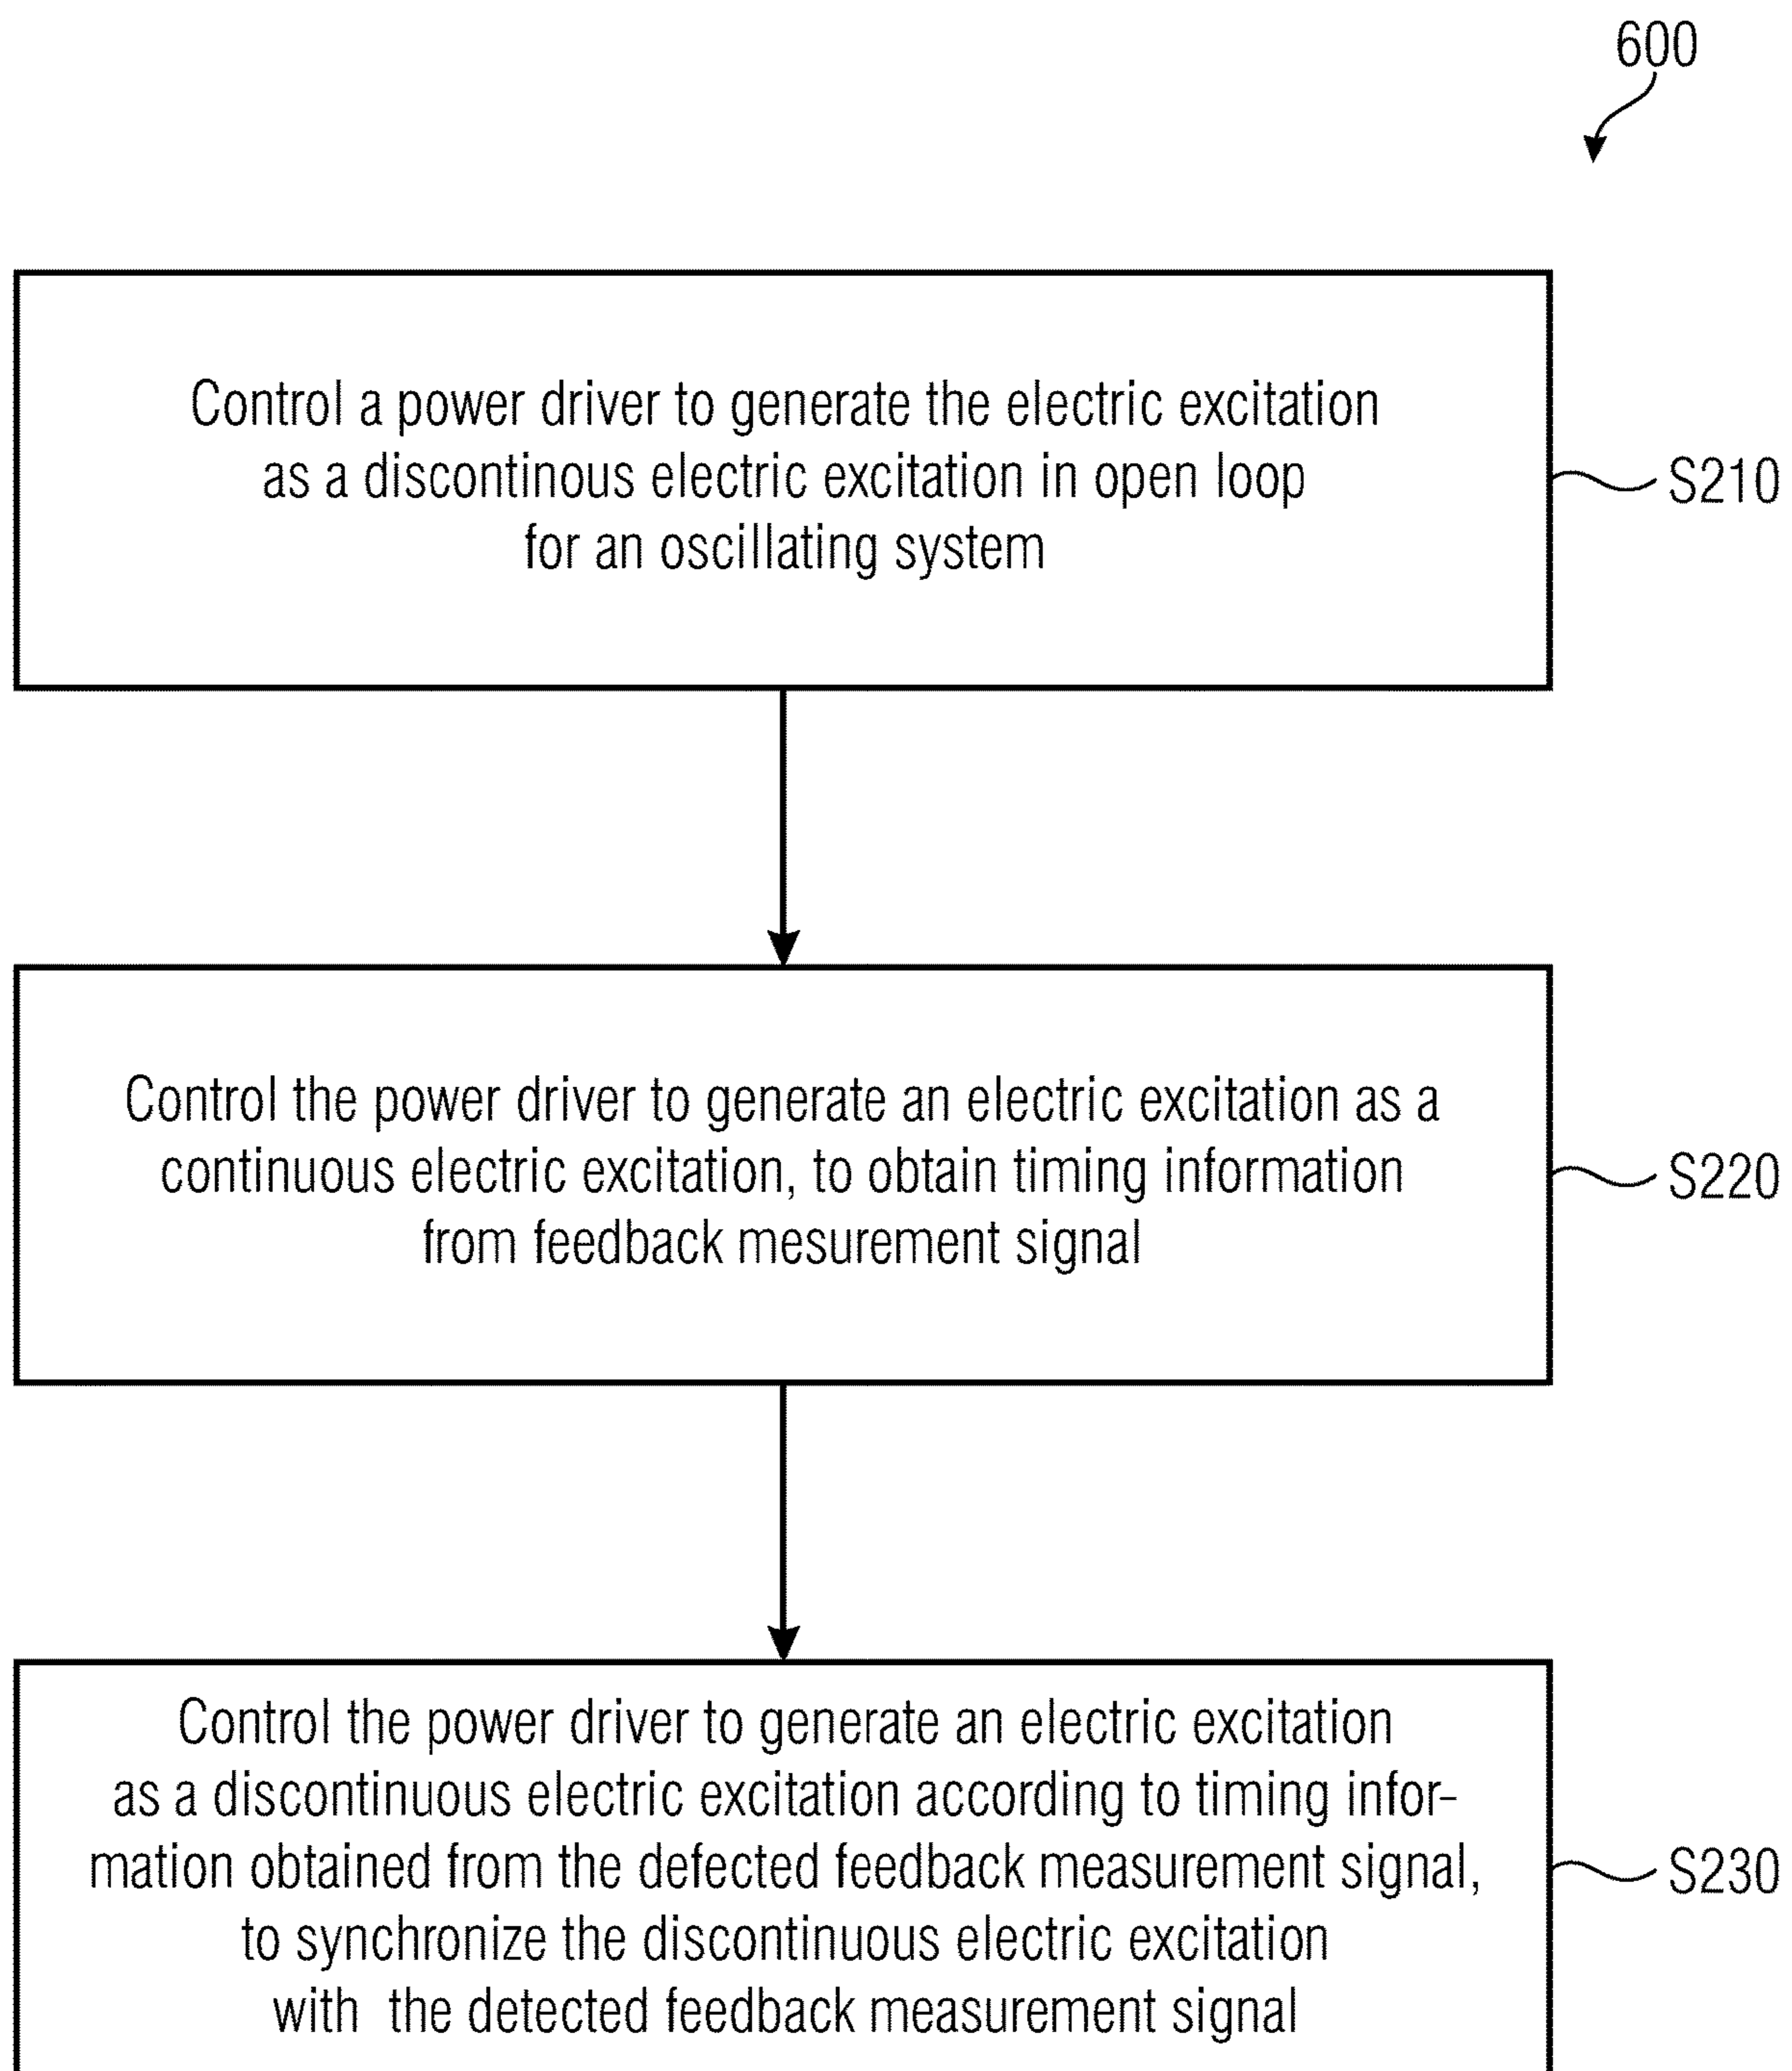 600
Control a power driver to generate the electric excitation
as a discontinous electric excitation in open loop
for an oscillating system
S210
Control the power driver to generate an electric excitation as a
continuous electric excitation, to obtain timing information
from feedback mesurement signal
S220
Control the power driver to generate an electric excitation
as a discontinuous electric excitation according to timing infor-
mation obtained from the defected feedback measurement signal,
to synchronize the discontinuous electric excitation
with the detected feedback measurement signal
S230